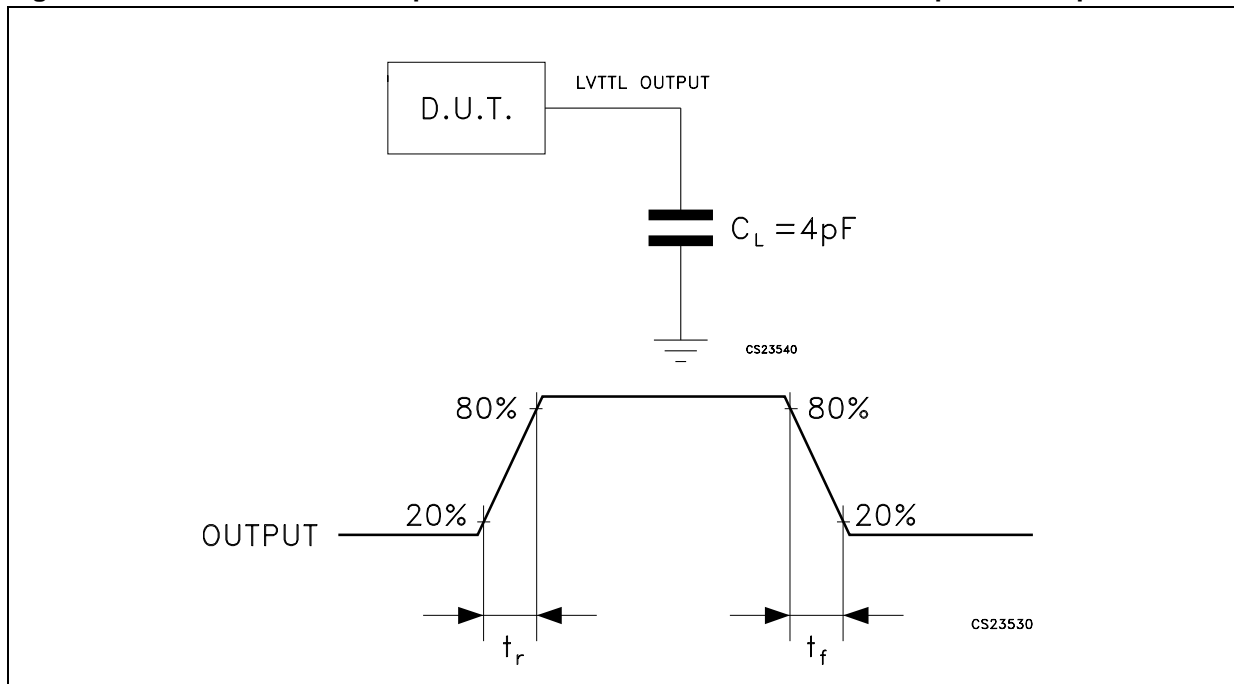 LVTTL OUTPUT
D.U.T.
C_L =4pF
CS23540
80% 80%
20% 20%
OUTPUT
CS23530
t_r t_f